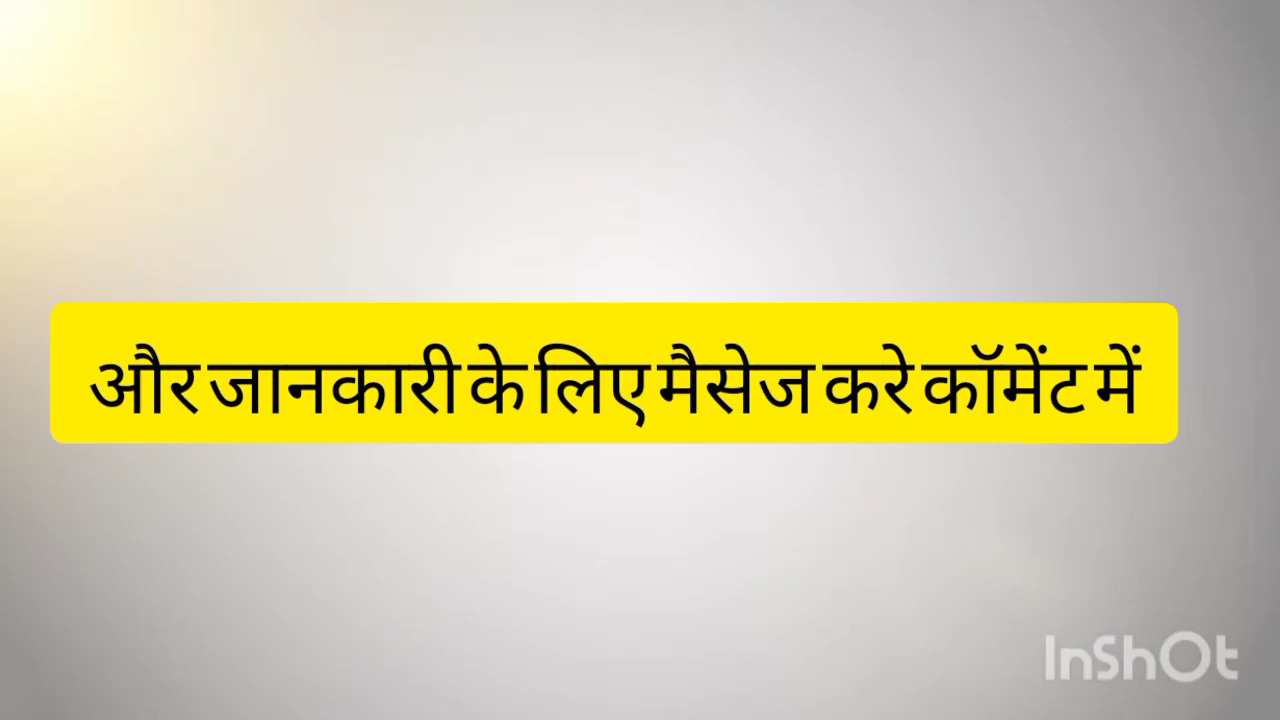 और जानकारी के लिए मैसेज करे कॉमेंट में
InShOt